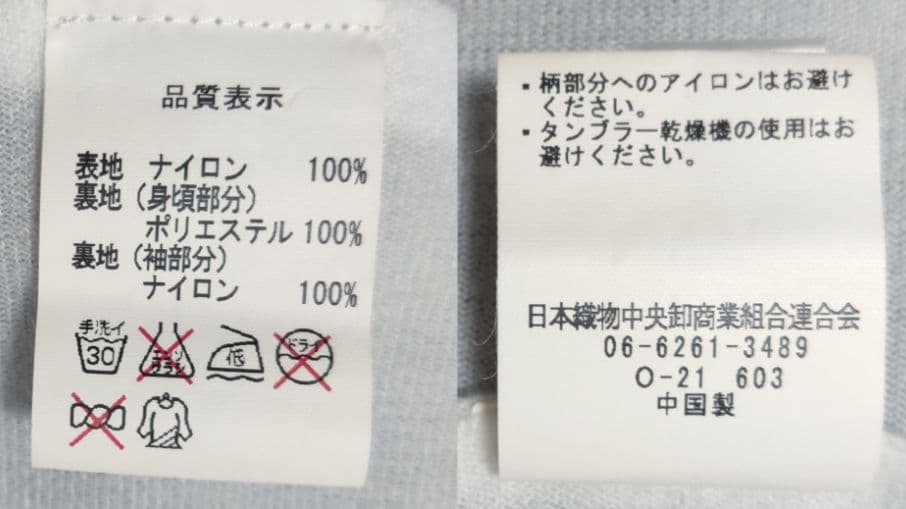 品質表示
表地 ナイロン 100%
裏地（身頃部分）
ポリエステル 100%
裏地（袖部分）
ナイロン 100%
手洗イ
30
エンソ
サラシ
低
ドライ
▪ 柄部分へのアイロンはお避け
ください。
▪ タンブラー乾燥機の使用はお
避けください。
日本織物中央卸商業組合連合会
06-6261-3489
O-21 603
中国製